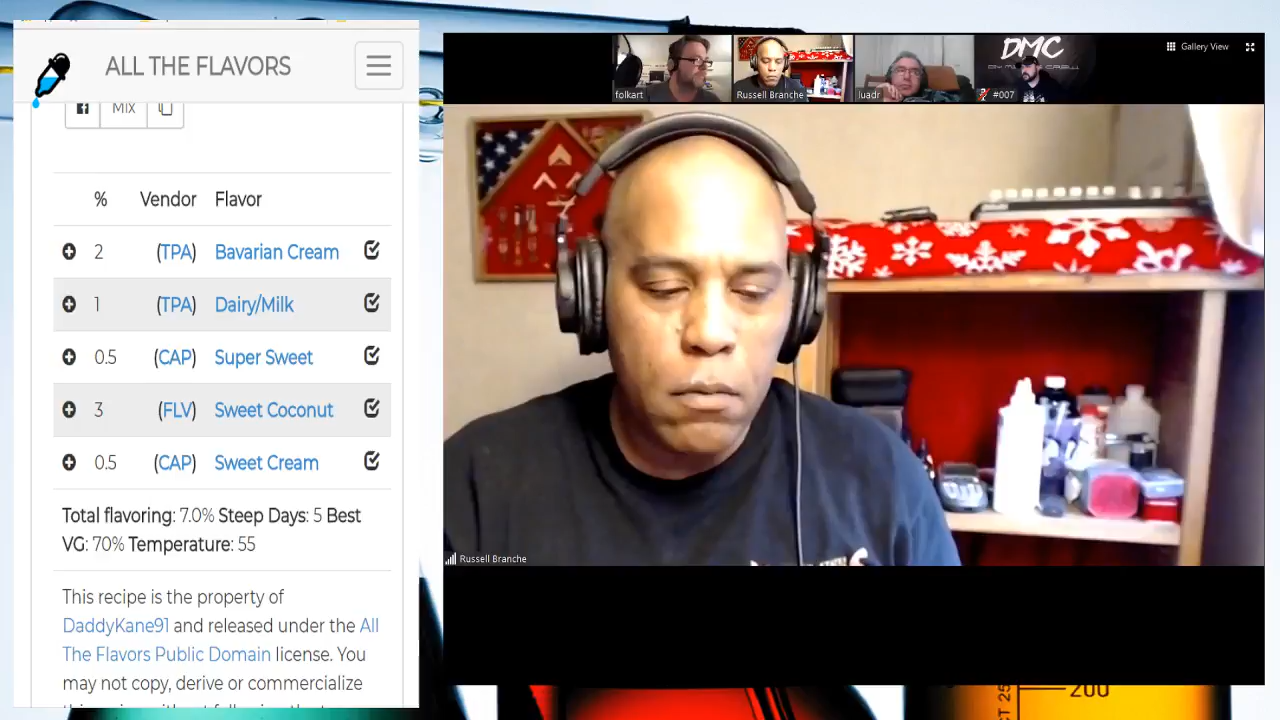 ALL THE FLAVORS
MIX
% Vendor Flavor
2 (TPA) Bavarian Cream
1 (TPA) Dairy/Milk
0.5 (CAP) Super Sweet
3 (FLV) Sweet Coconut
0.5 (CAP) Sweet Cream
Total flavoring: 7.0% Steep Days: 5 Best
VG: 70% Temperature: 55
This recipe is the property of
DaddyKane91 and released under the All
The Flavors Public Domain license. You
may not copy, derive or commercialize
DMC
Gallery View
folkart
Russell Branche
luadr
#007
Russell Branche
200